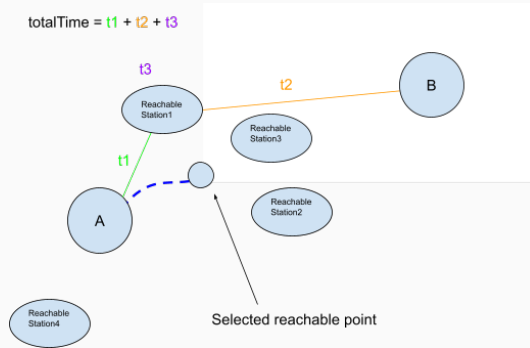 totalTime = t1 + t2 + t3
t3
t2
B
Reachable
Station1
Reachable
Station3
t1
A
Reachable
Station2
Reachable
Station4
Selected reachable point